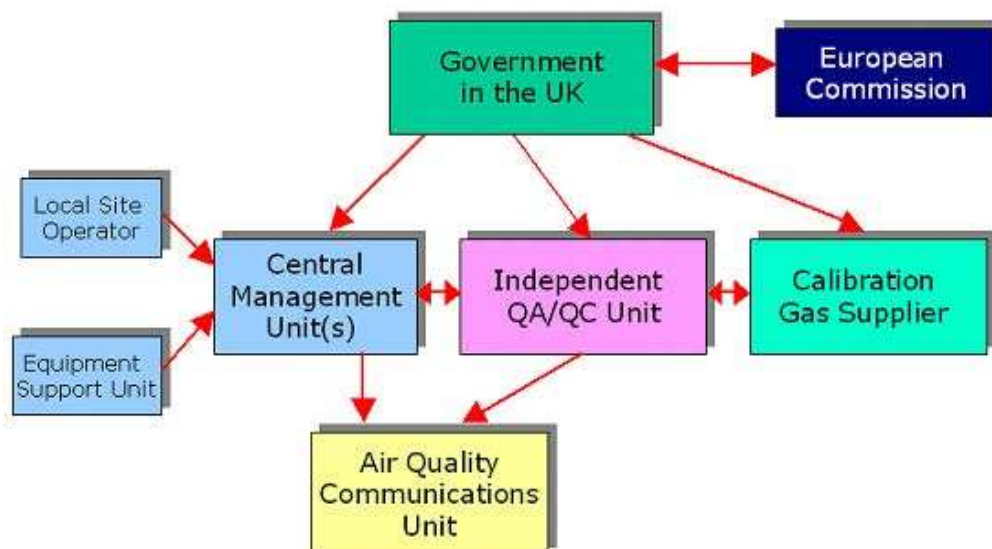 Government
in the UK
European
Commission
Local Site
Operator
Central
Management
Unit(s)
Independent
QA/QC Unit
Calibration
Gas Supplier
Equipment
Support Unit
Air Quality
Communications
Unit